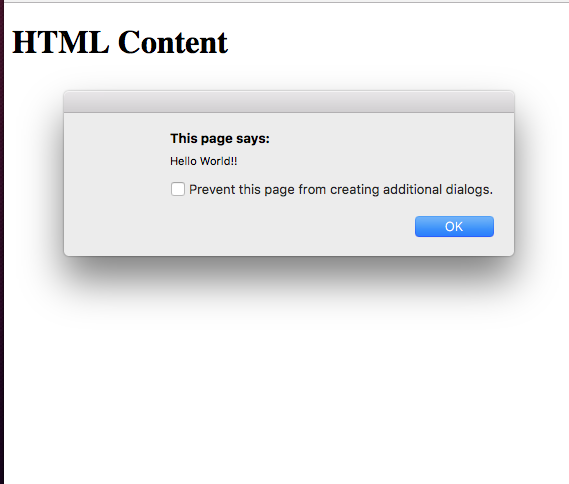 HTML Content
This page says:
Hello World!!
Prevent this page from creating additional dialogs.
OK